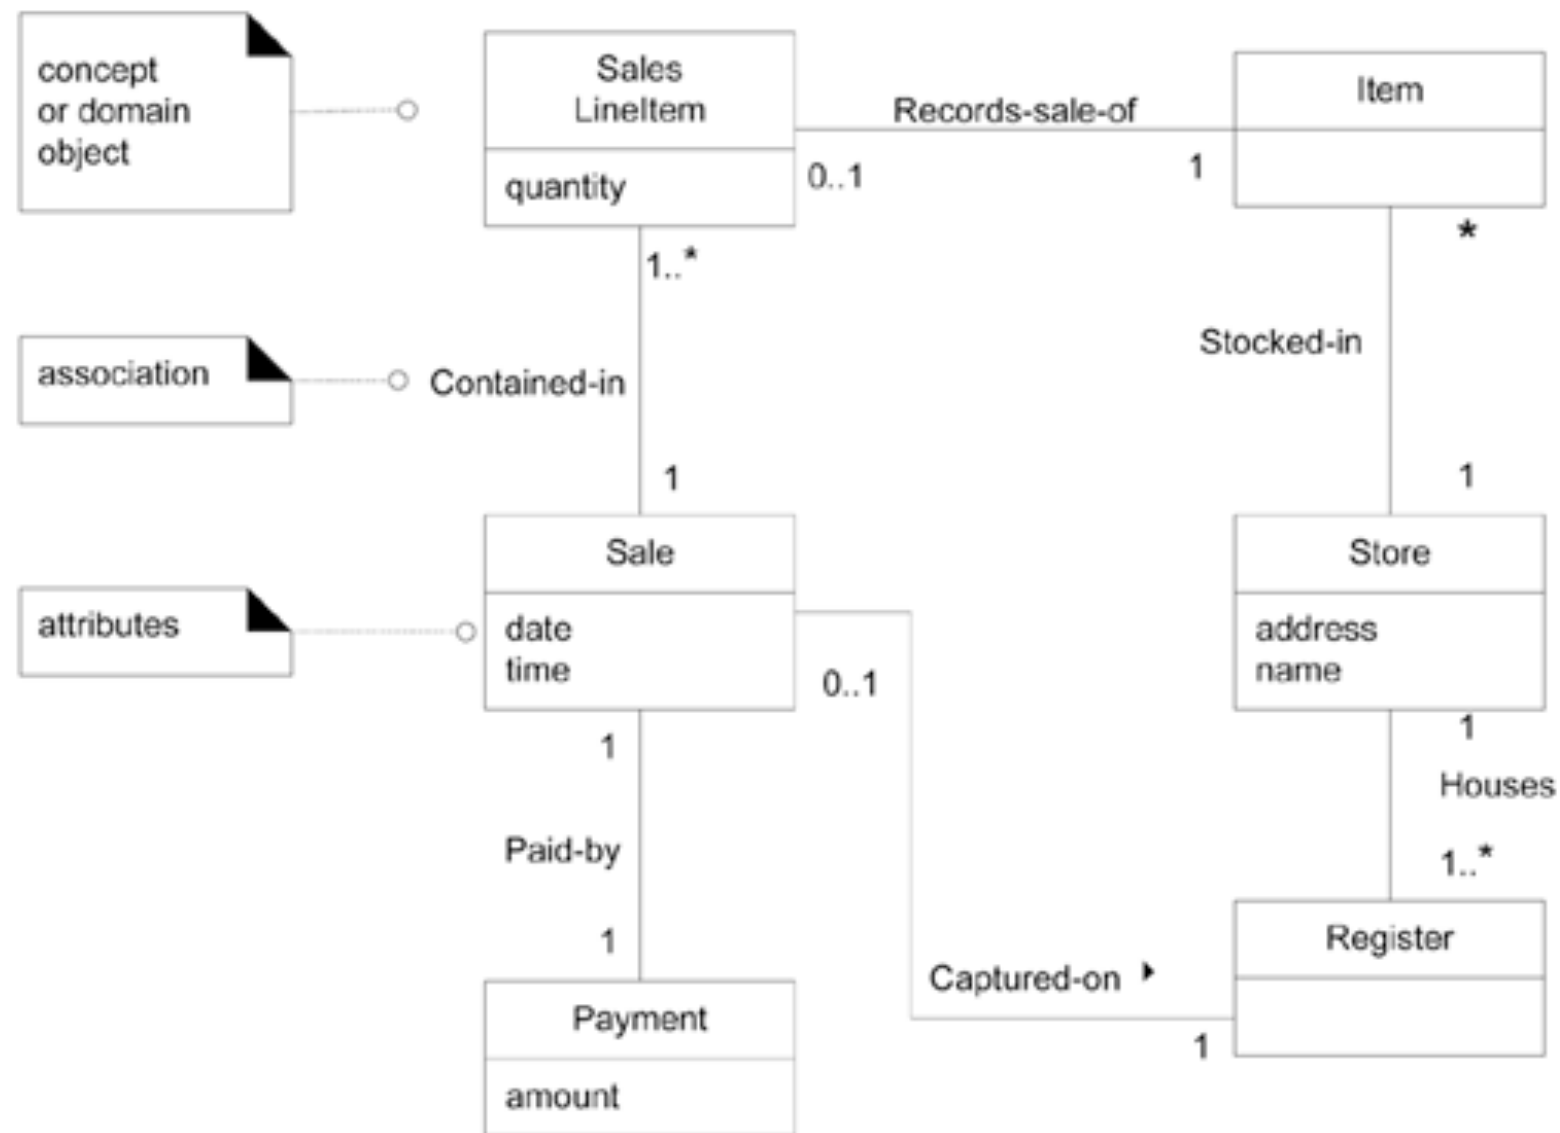 concept
or domain
object
Sales
LineItem
quantity
Records-sale-of
0..1
1
Item
*
1..*
Stocked-in
association
Contained-in
1
1
Sale
date
time
Store
address
name
attributes
0..1
1
1
Houses
Paid-by
1..*
1
Register
Captured-on
1
Payment
amount